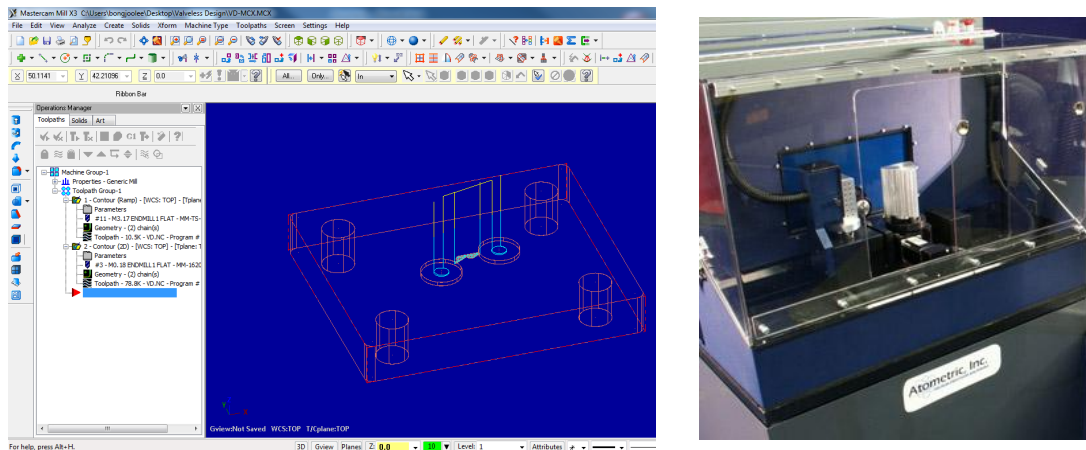 Mastercam Mill X3 C:\Users\bongjoolee\Desktop\Valveless Design\VD-MCX.MCX
File Edit View Analyze Create Solids Xform Machine Type Toolpaths Screen Settings Help
50.1141 Y 42.21096 Z 0.0 All... Only... In
Ribbon Bar
Operations Manager
Toolpaths Solids Art
G1
Machine Group-1
Properties - Generic Mill
Toolpath Group-1
1 - Contour (Ramp) - [WCS: TOP] - [Tplane
Parameters
#11 - M3.17 ENDMILL1 FLAT - MM-TS-
Geometry - (2) chain(s)
Toolpath - 10.5K - VD.NC - Program #
2 - Contour (2D) - [WCS: TOP] - [Tplane: T
Parameters
#3 - M0.18 ENDMILL1 FLAT - MM-1620
Geometry - (2) chain(s)
Toolpath - 78.8K - VD.NC - Program #
Gview:Not Saved WCS:TOP T/Cplane:TOP
For help, press Alt+H.
3D Gview Planes Z: 0.0 10 Level: 1 Attributes
Atometric, Inc.